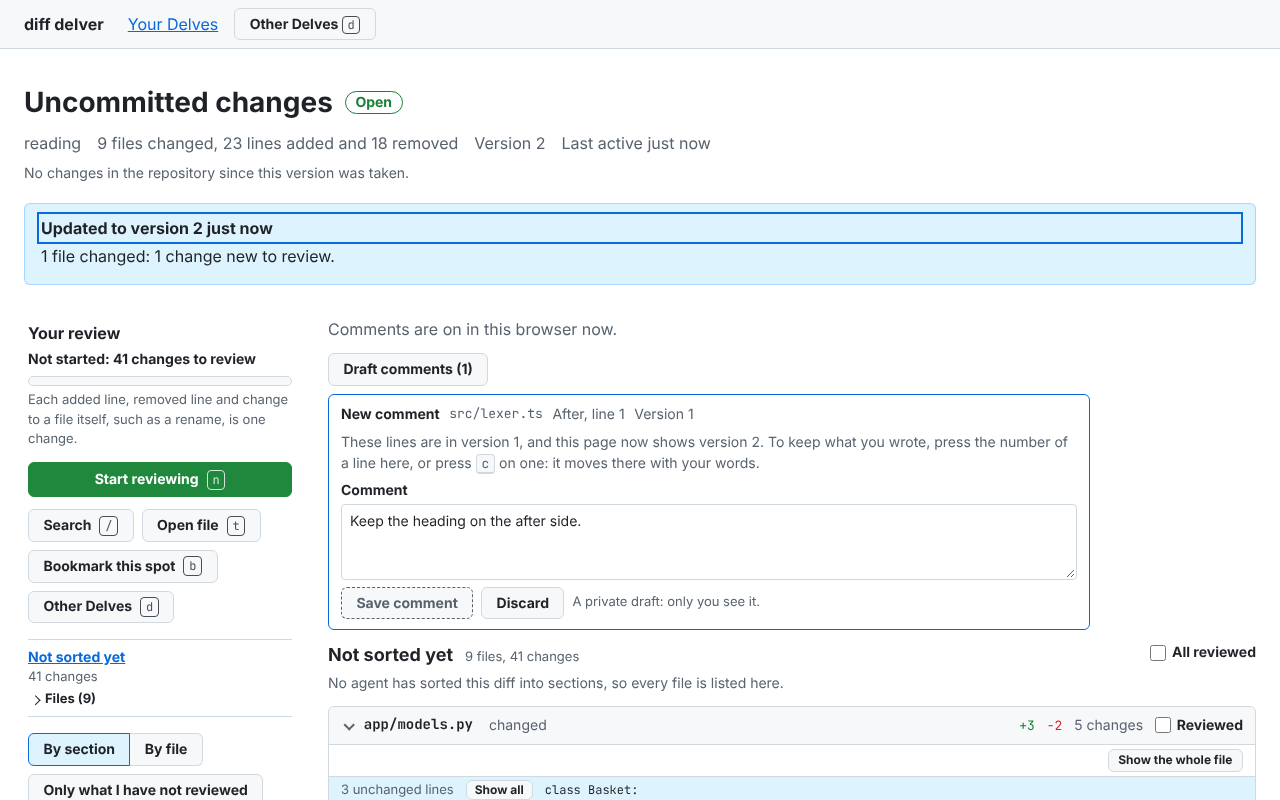 diff delver Your Delves Other Delves d
Uncommitted changes Open
reading 9 files changed, 23 lines added and 18 removed Version 2 Last active just now
No changes in the repository since this version was taken.
Updated to version 2 just now
1 file changed: 1 change new to review.
Your review
Not started: 41 changes to review
Each added line, removed line and change
to a file itself, such as a rename, is one
change.
Start reviewing n
Search / Open file t
Bookmark this spot b
Other Delves d
Not sorted yet
41 changes
Files (9)
By section By file
Only what I have not reviewed
Comments are on in this browser now.
Draft comments (1)
New comment src/lexer.ts After, line 1 Version 1
These lines are in version 1, and this page now shows version 2. To keep what you wrote, press the number of
a line here, or press c on one: it moves there with your words.
Comment
Keep the heading on the after side.
Save comment Discard A private draft: only you see it.
Not sorted yet 9 files, 41 changes All reviewed
No agent has sorted this diff into sections, so every file is listed here.
app/models.py changed +3 -2 5 changes Reviewed
Show the whole file
3 unchanged lines Show all class Basket: